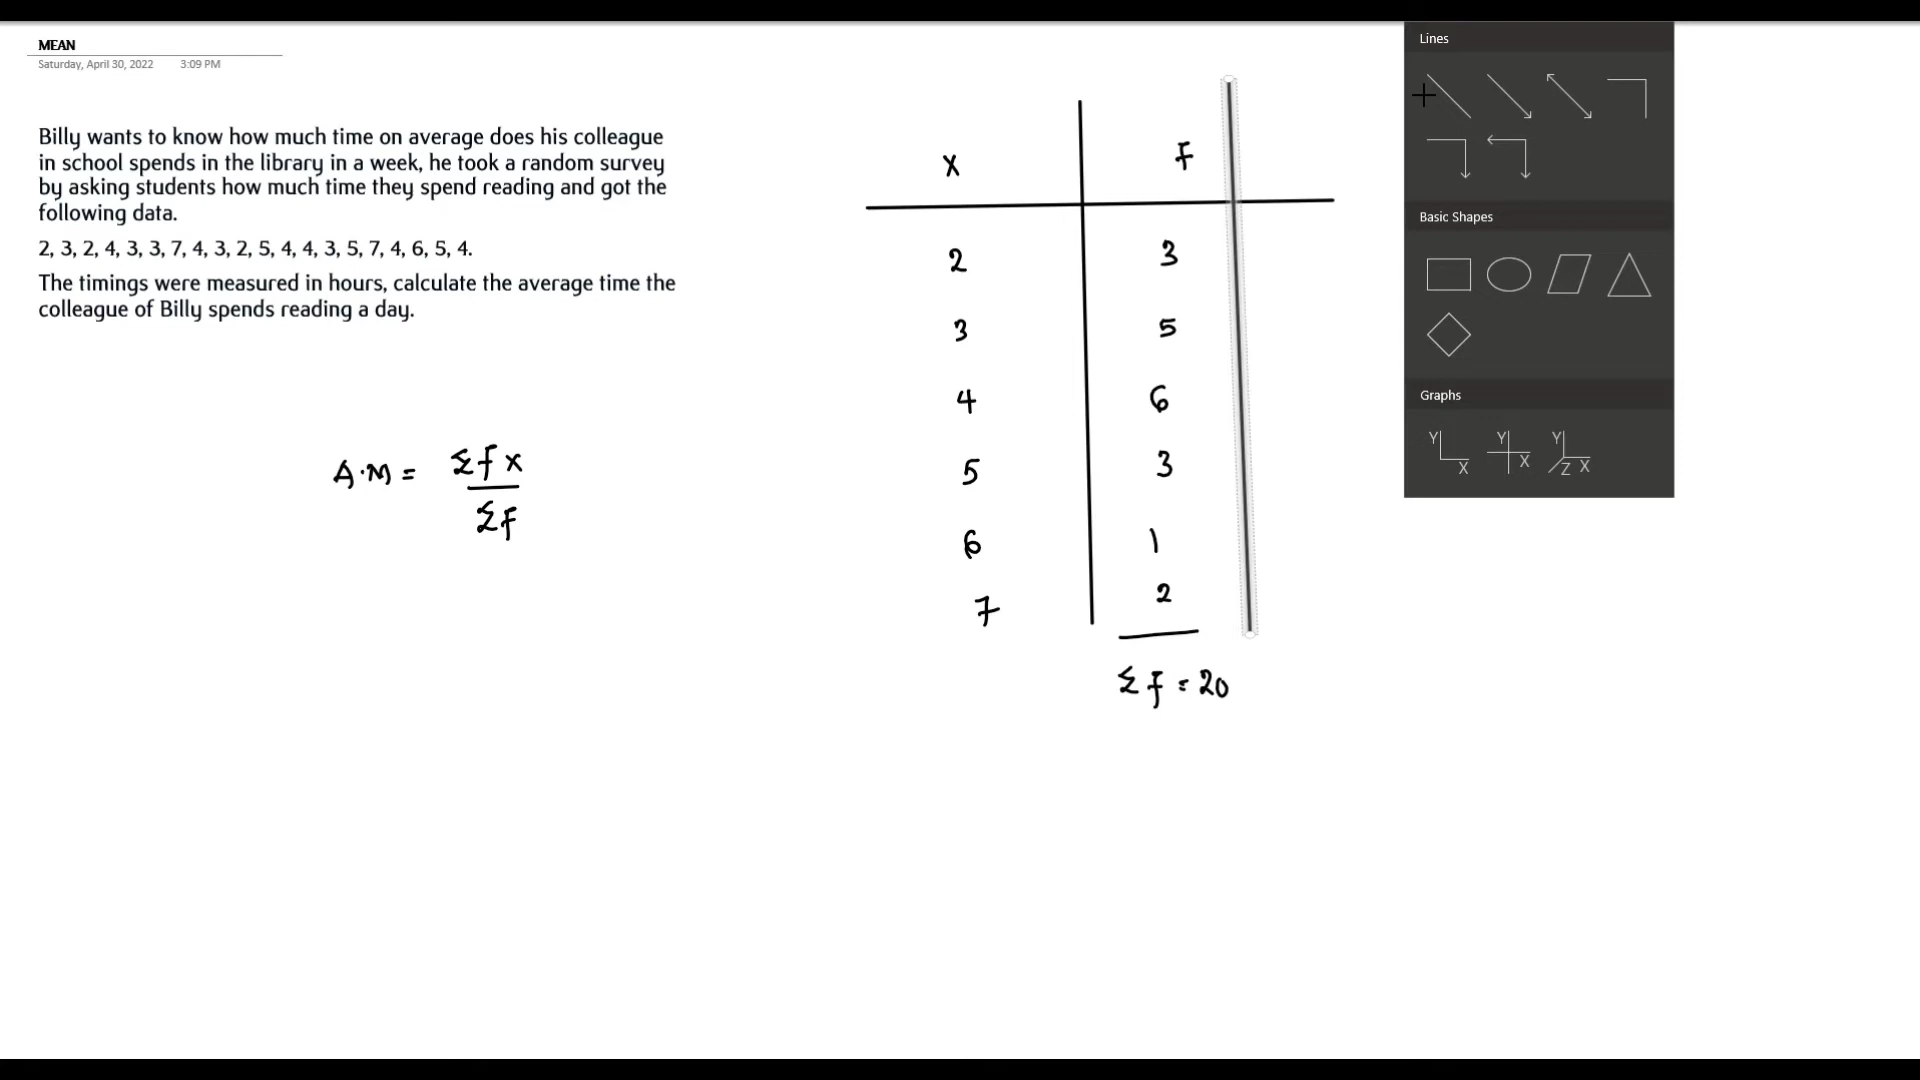 MEAN
Saturday, April 30, 2022 3:09 PM
Billy wants to know how much time on average does his colleague
in school spends in the library in a week, he took a random survey
by asking students how much time they spend reading and got the
following data.
2, 3, 2, 4, 3, 3, 7, 4, 3, 2, 5, 4, 4, 3, 5, 7, 4, 6, 5, 4.
The timings were measured in hours, calculate the average time the
colleague of Billy spends reading a day.
A.M = Σfx
Σf
x f
2 3
3 5
4 6
5 3
6 1
7 2
Σf = 20
Lines
Basic Shapes
Graphs
Y X Y X Y Z X